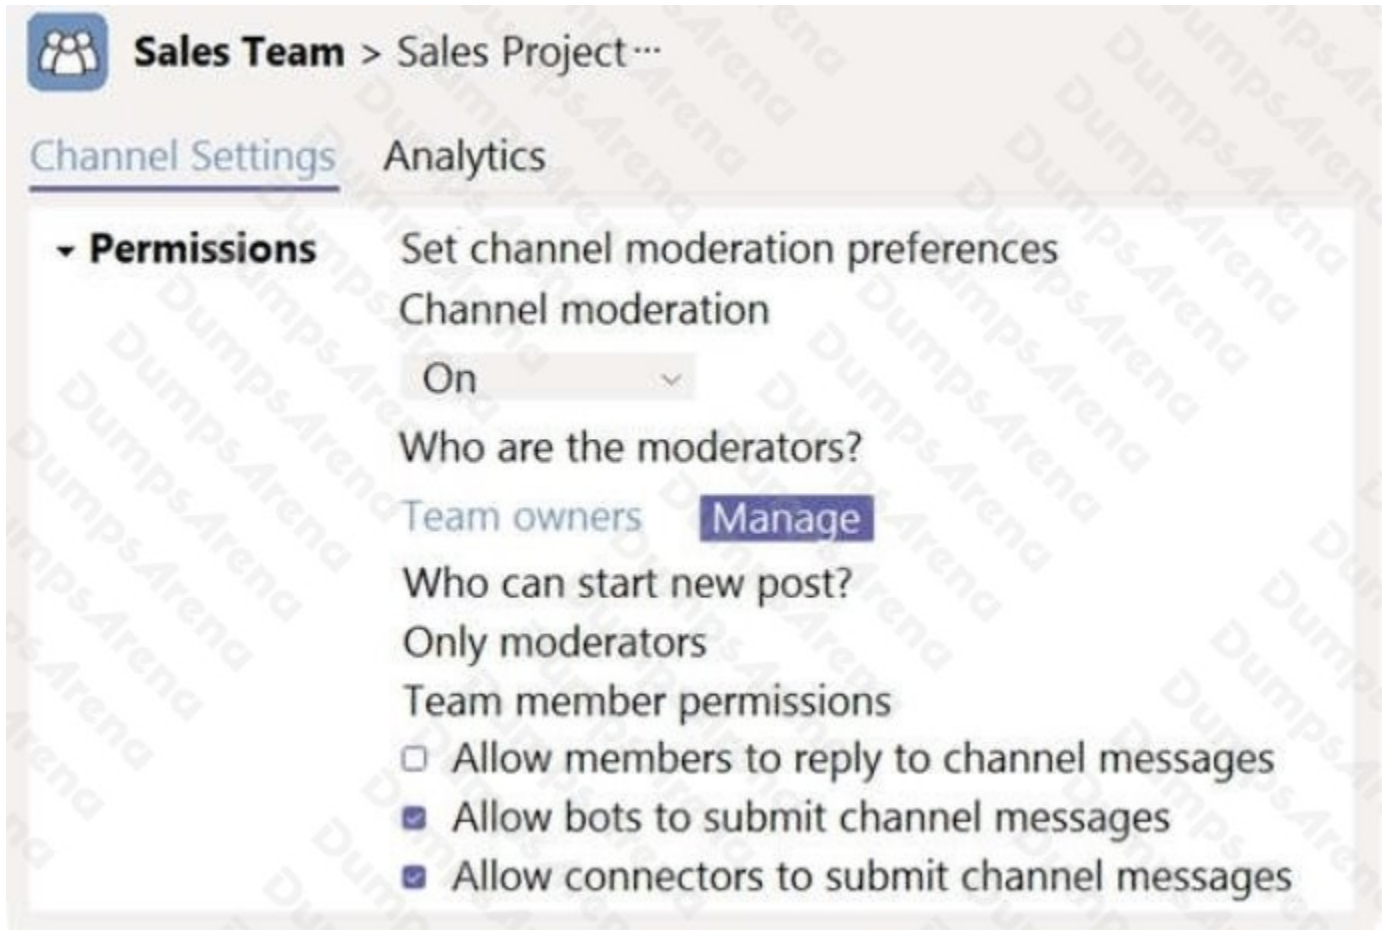 Sales Team > Sales Project ...
Channel Settings Analytics
Permissions Set channel moderation preferences
Channel moderation
On
Who are the moderators?
Team owners Manage
Who can start new post?
Only moderators
Team member permissions
Allow members to reply to channel messages
Allow bots to submit channel messages
Allow connectors to submit channel messages
DumpsArena